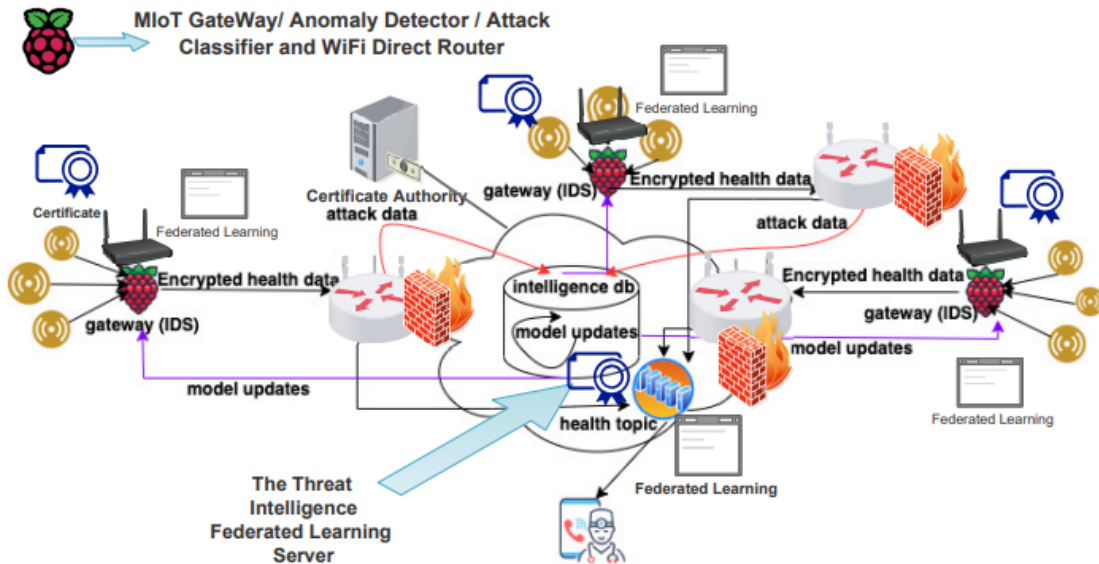 MIoT GateWay/ Anomaly Detector / Attack
Classifier and WiFi Direct Router
Federated Learning
Certificate Authority
attack data
gateway (IDS)
Encrypted health data
attack data
Certificate
Federated Learning
Encrypted health data
gateway (IDS)
intelligence db
model updates
Encrypted health data
gateway (IDS)
model updates
model updates
health topic
Federated Learning
Federated Learning
The Threat
Intelligence
Federated Learning
Server